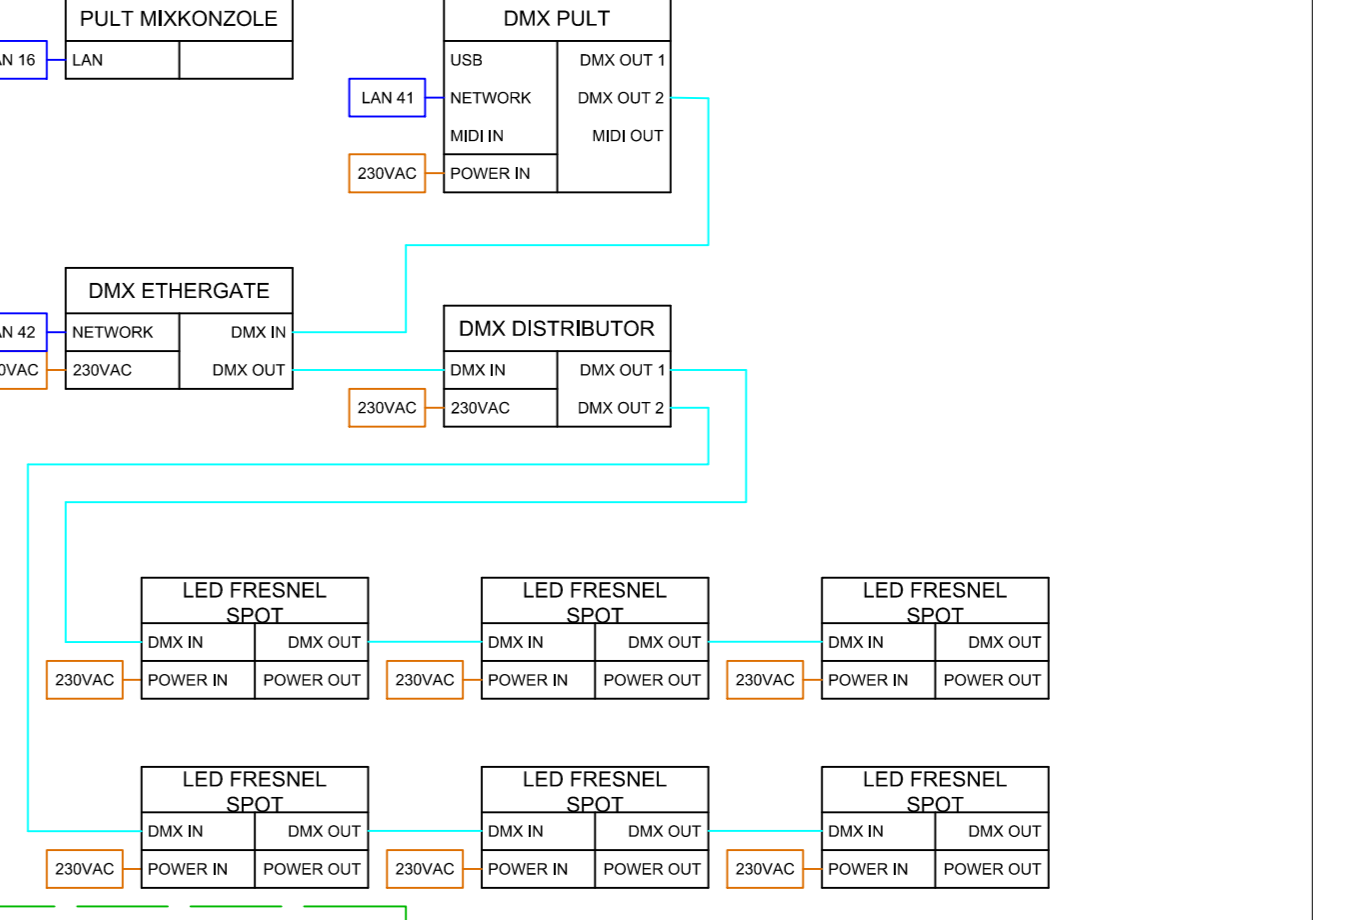 PULT MIXKONZOLE
DMX PULT
N 16
LAN
USB
DMX OUT 1
LAN 41
NETWORK
DMX OUT 2
MIDI IN
MIDI OUT
230VAC
POWER IN
DMX ETHERGATE
DMX DISTRIBUTOR
N 42
NETWORK
DMX IN
0VAC
230VAC
DMX OUT
DMX IN
DMX OUT 1
230VAC
230VAC
DMX OUT 2
LED FRESNEL
SPOT
LED FRESNEL
SPOT
LED FRESNEL
SPOT
DMX IN
DMX OUT
DMX IN
DMX OUT
DMX IN
DMX OUT
230VAC
POWER IN
POWER OUT
230VAC
POWER IN
POWER OUT
230VAC
POWER IN
POWER OUT
LED FRESNEL
SPOT
LED FRESNEL
SPOT
LED FRESNEL
SPOT
DMX IN
DMX OUT
DMX IN
DMX OUT
DMX IN
DMX OUT
230VAC
POWER IN
POWER OUT
230VAC
POWER IN
POWER OUT
230VAC
POWER IN
POWER OUT